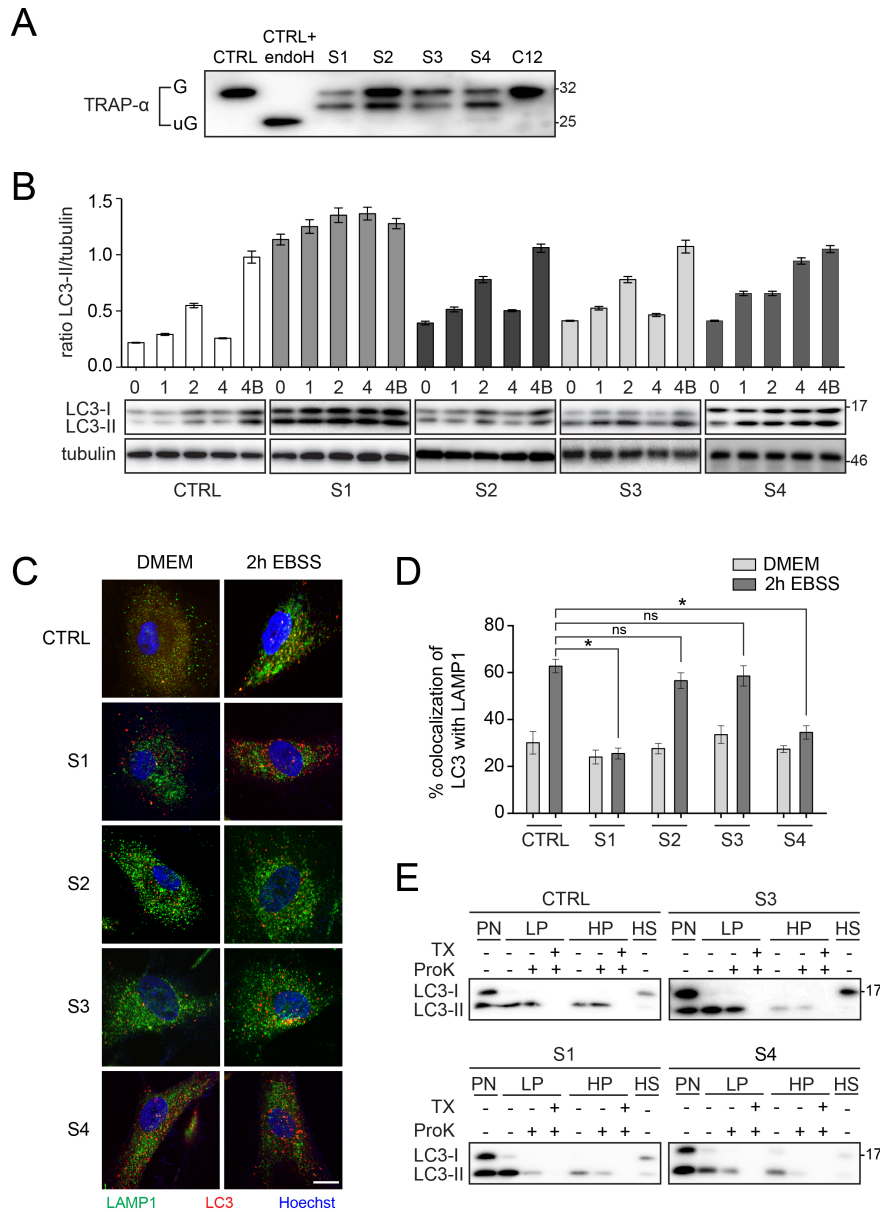 A
CTRL CTRL+ endoH S1 S2 S3 S4 C12
TRAP-α
G
uG
-32
-25
B
ratio LC3-II/tubulin
1.5
1.0
0.5
0.0
0 1 2 4 4B 0 1 2 4 4B 0 1 2 4 4B 0 1 2 4 4B 0 1 2 4 4B
LC3-I
LC3-II
-17
tubulin
-46
CTRL S1 S2 S3 S4
C
DMEM 2h EBSS
CTRL
S1
S2
S3
S4
LAMP1 LC3 Hoechst
D
DMEM
2h EBSS
% colocalization of
LC3 with LAMP1
80
60
40
20
0
*
ns
ns
*
CTRL S1 S2 S3 S4
E
CTRL S3
PN LP HP HS PN LP HP HS
TX - - - + - - + - - - - + - - + -
ProK - - + + - + + - - - + + - + + -
LC3-I
LC3-II
-17
S1 S4
PN LP HP HS PN LP HP HS
TX - - - + - - + - - - - + - - + -
ProK - - + + - + + - - - + + - + + -
LC3-I
LC3-II
-17